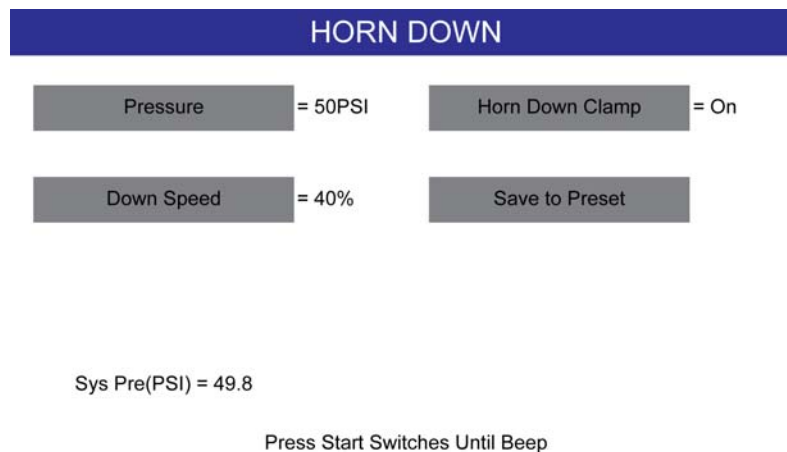 HORN DOWN
Pressure = 50PSI Horn Down Clamp = On
Down Speed = 40% Save to Preset
Sys Pre(PSI) = 49.8
Press Start Switches Until Beep